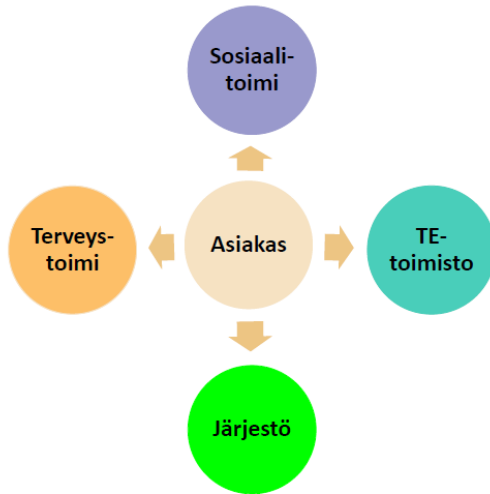 Sosiaali-
toimi
Terveys-
toimi
Asiakas
TE-
toimisto
Järjestö